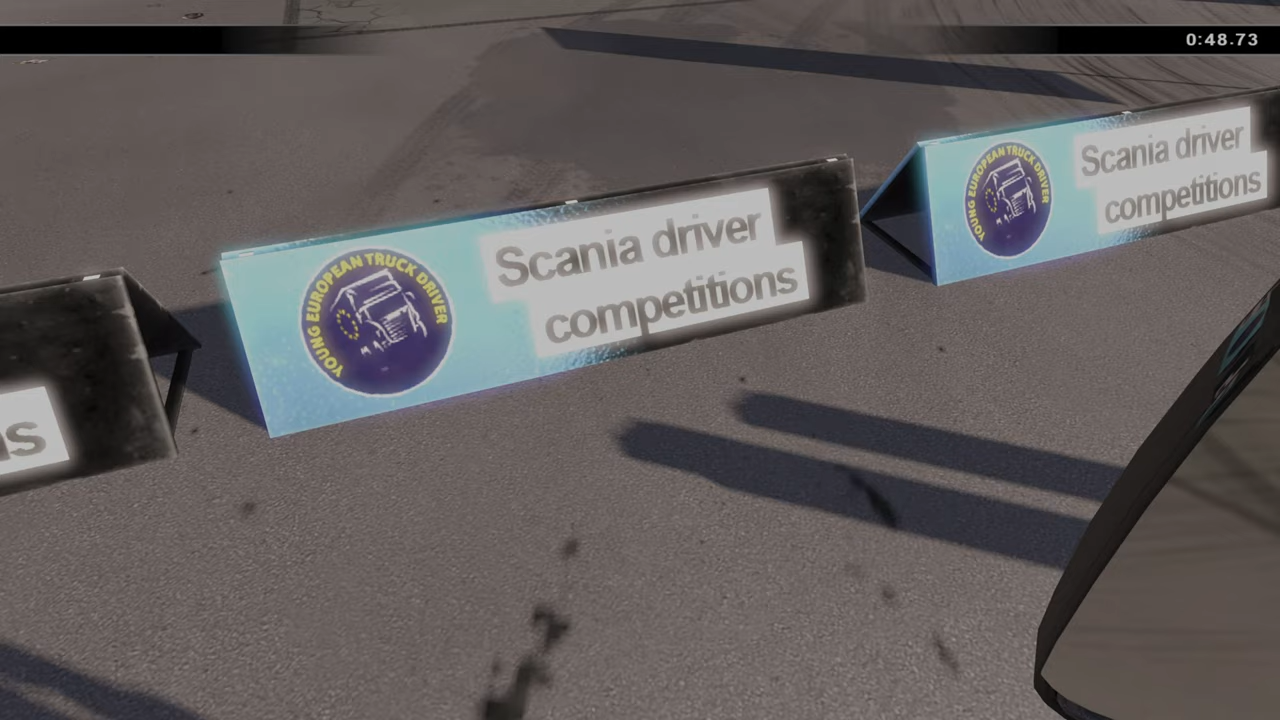 0:48.73
YOUNG EUROPEAN TRUCK DRIVER
Scania driver
competitions
YOUNG EUROPEAN TRUCK DRIVER
Scania driver
competitions